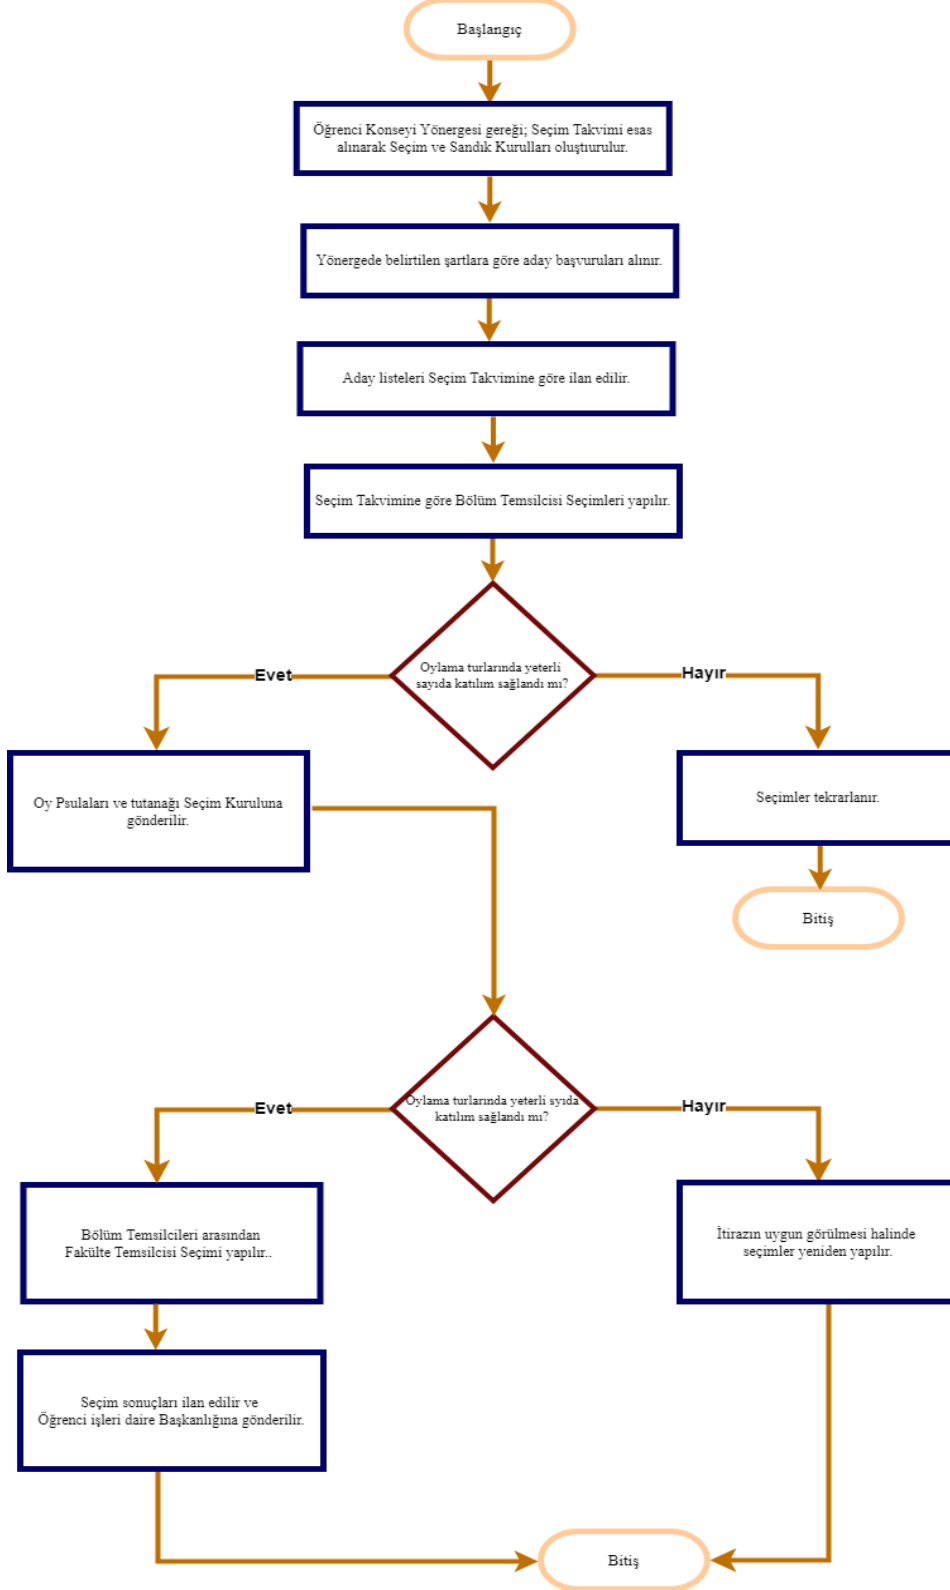 Başlangıç
Öğrenci Konseyi Yönergesi gereği; Seçim Takvimi esas
alınarak Seçim ve Sandık Kurulları oluştıurulur.
Yönergede belirtilen şartlara göre aday başvuruları alınır.
Aday listeleri Seçim Takvimine göre ilan edilir.
Seçim Takvimine göre Bölüm Temsilcisi Seçimleri yapılır.
Oylama turlarında yeterli
sayıda katılım sağlandı mı?
Evet
Hayır
Oy Psulaları ve tutanağı Seçim Kuruluna
gönderilir.
Seçimler tekrarlanır.
Bitiş
Oylama turlarında yeterli syıda
katılım sağlandı mı?
Evet
Hayır
Bölüm Temsilcileri arasından
Fakülte Temsilcisi Seçimi yapılır..
İtirazın uygun görülmesi halinde
seçimler yeniden yapılır.
Seçim sonuçları ilan edilir ve
Öğrenci işleri daire Başkanlığına gönderilir.
Bitiş